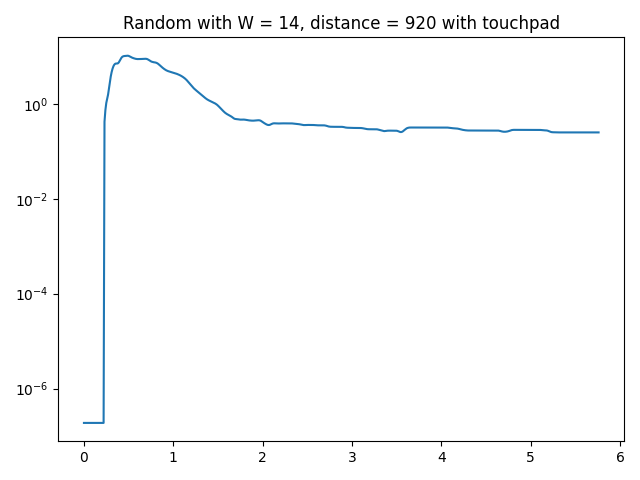 Random with W = 14, distance = 920 with touchpad
10⁰
10⁻²
10⁻⁴
10⁻⁶
0 1 2 3 4 5 6